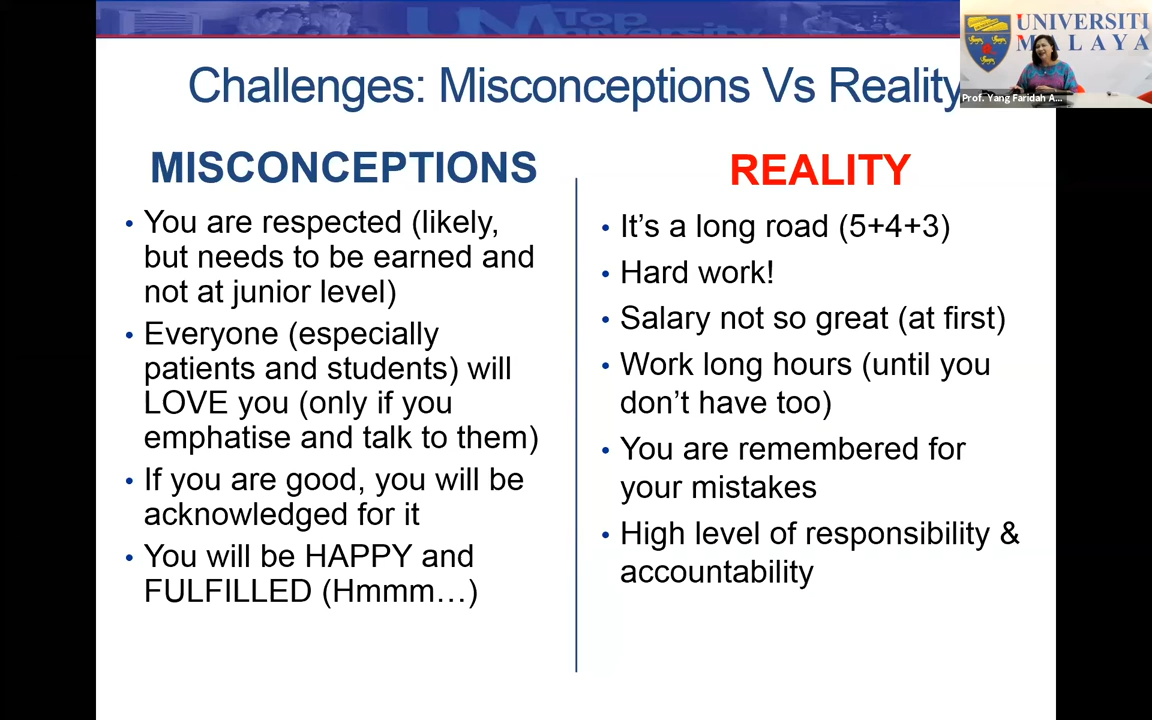 UM Top
University
UNIVERSITI
MALAYA
Prof. Yang Faridah A...
Challenges: Misconceptions Vs Reality
MISCONCEPTIONS
• You are respected (likely,
but needs to be earned and
not at junior level)
• Everyone (especially
patients and students) will
LOVE you (only if you
emphatise and talk to them)
• If you are good, you will be
acknowledged for it
• You will be HAPPY and
FULFILLED (Hmmm…)
REALITY
• It’s a long road (5+4+3)
• Hard work!
• Salary not so great (at first)
• Work long hours (until you
don’t have too)
• You are remembered for
your mistakes
• High level of responsibility &
accountability